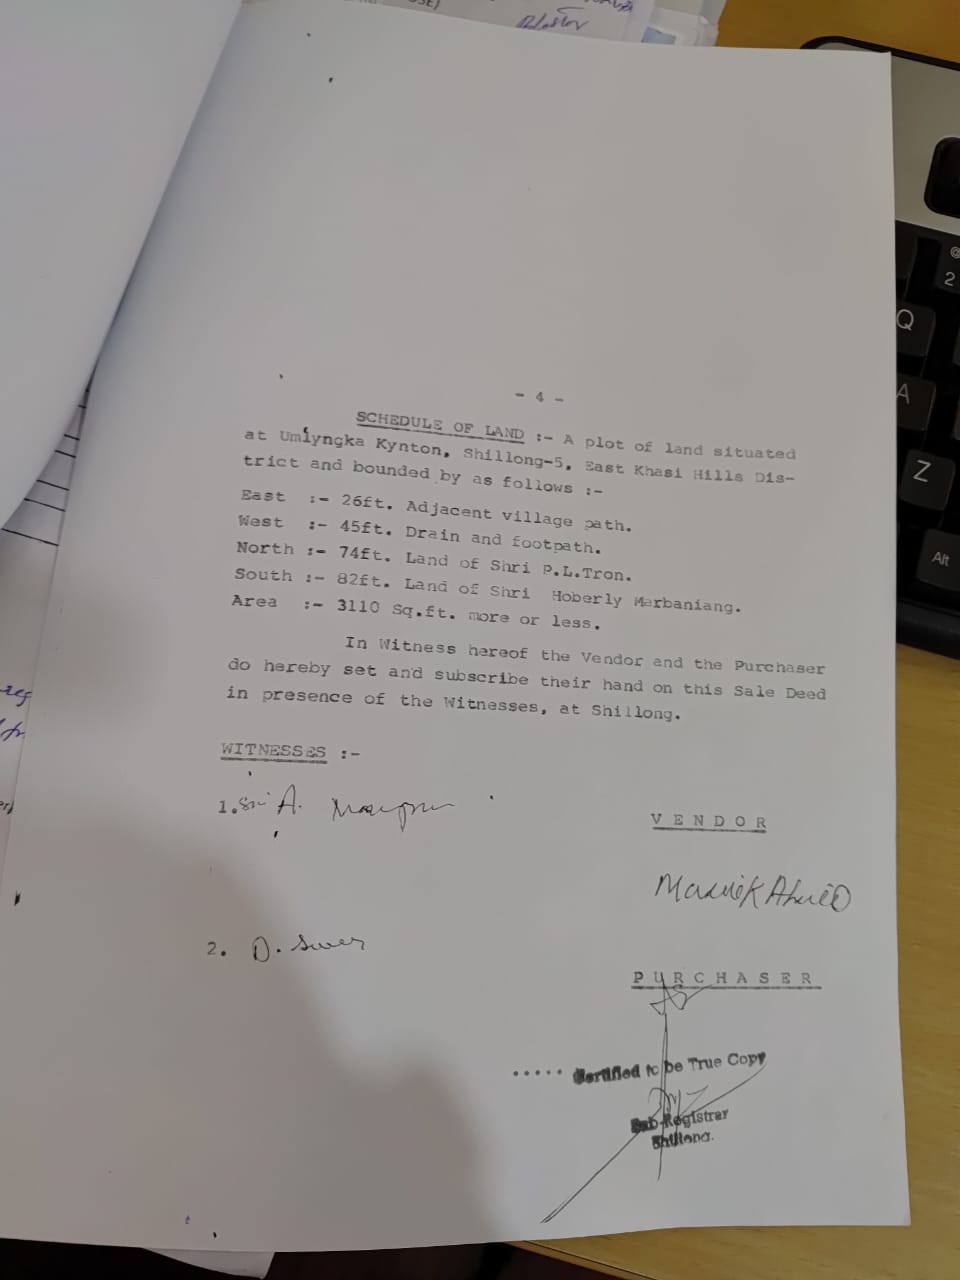 - 4 -
SCHEDULE OF LAND :- A plot of land situated
at Umlyngka Kynton, Shillong-5, East Khasi Hills Dis-
trict and bounded by as follows :-
East :- 26ft. Adjacent village path.
West :- 45ft. Drain and footpath.
North :- 74ft. Land of Shri P.L.Tron.
South :- 82ft. Land of Shri Hoberly Marbaniang.
Area :- 3110 Sq.ft. more or less.
In Witness hereof the Vendor and the Purchaser
do hereby set and subscribe their hand on this Sale Deed
in presence of the Witnesses, at Shillong.
WITNESSES :-
1. Sri A.
V E N D O R
2. D. Swer
P U R C H A S E R
..... Certified to be True Copy
Sub-Registrar
Shillong.
@
2
Q
A
Z
Alt